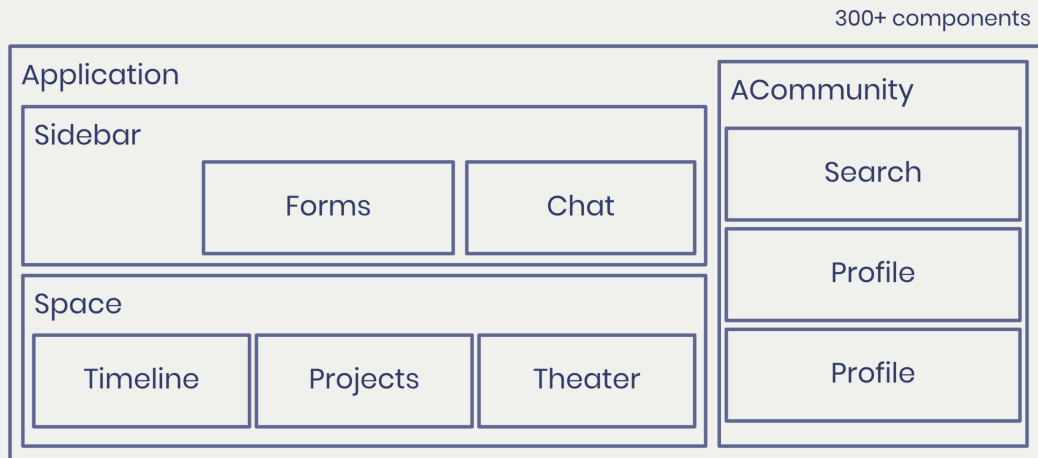 300+ components
Application
Sidebar
Forms
Chat
Space
Timeline
Projects
Theater
ACommunity
Search
Profile
Profile